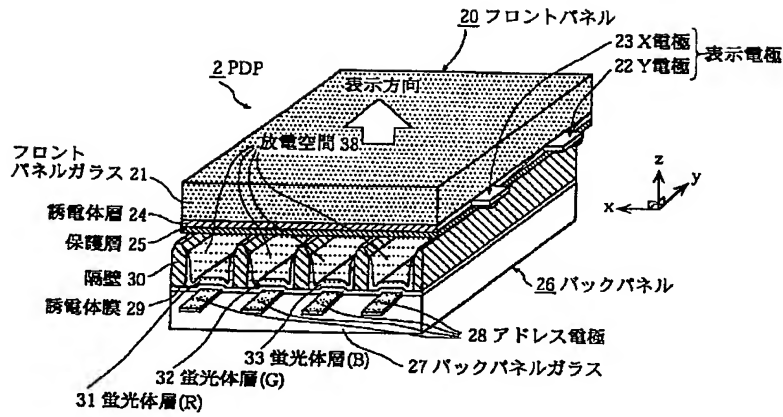 20 フロントパネル
23 X電極
22 Y電極
表示電極
2 PDP
表示方向
放電空間 38
フロント
パネルガラス 21
誘電体層 24
保護層 25
隔壁 30
誘電体膜 29
z
y
x
26 バックパネル
28 アドレス電極
27 バックパネルガラス
33 蛍光体層(B)
32 蛍光体層(G)
31 蛍光体層(R)